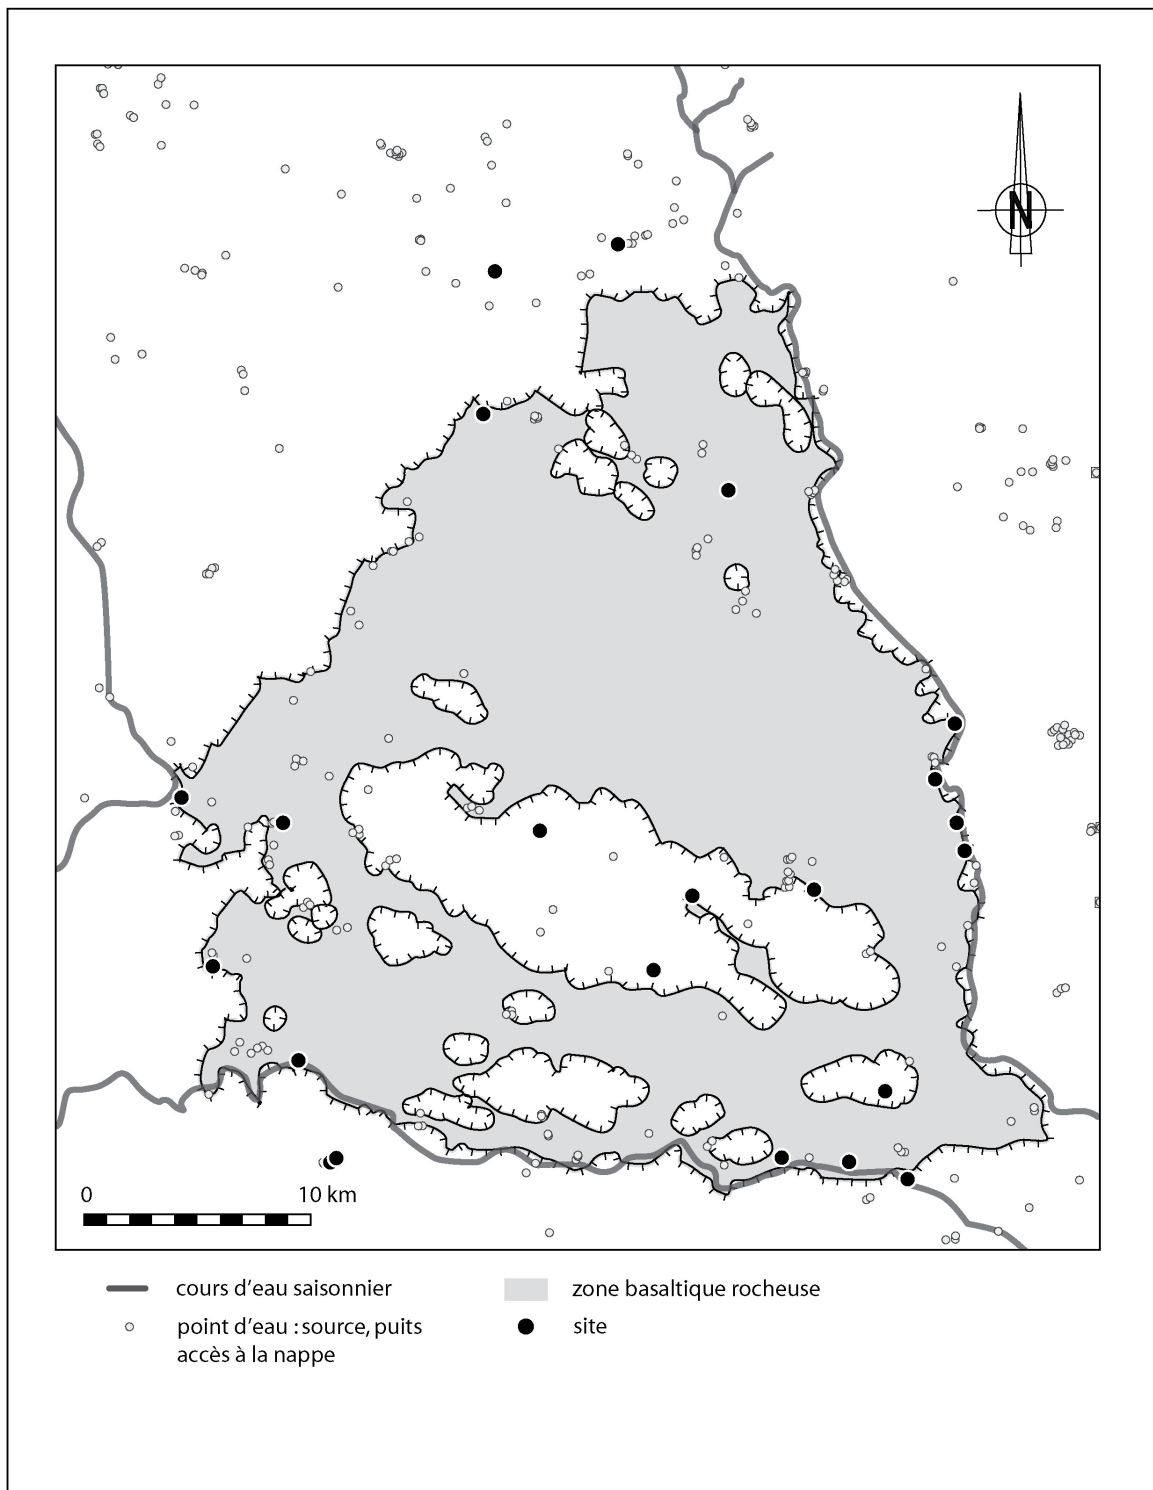 N
0 10 km
cours d'eau saisonnier
zone basaltique rocheuse
point d'eau : source, puits
accès à la nappe
site